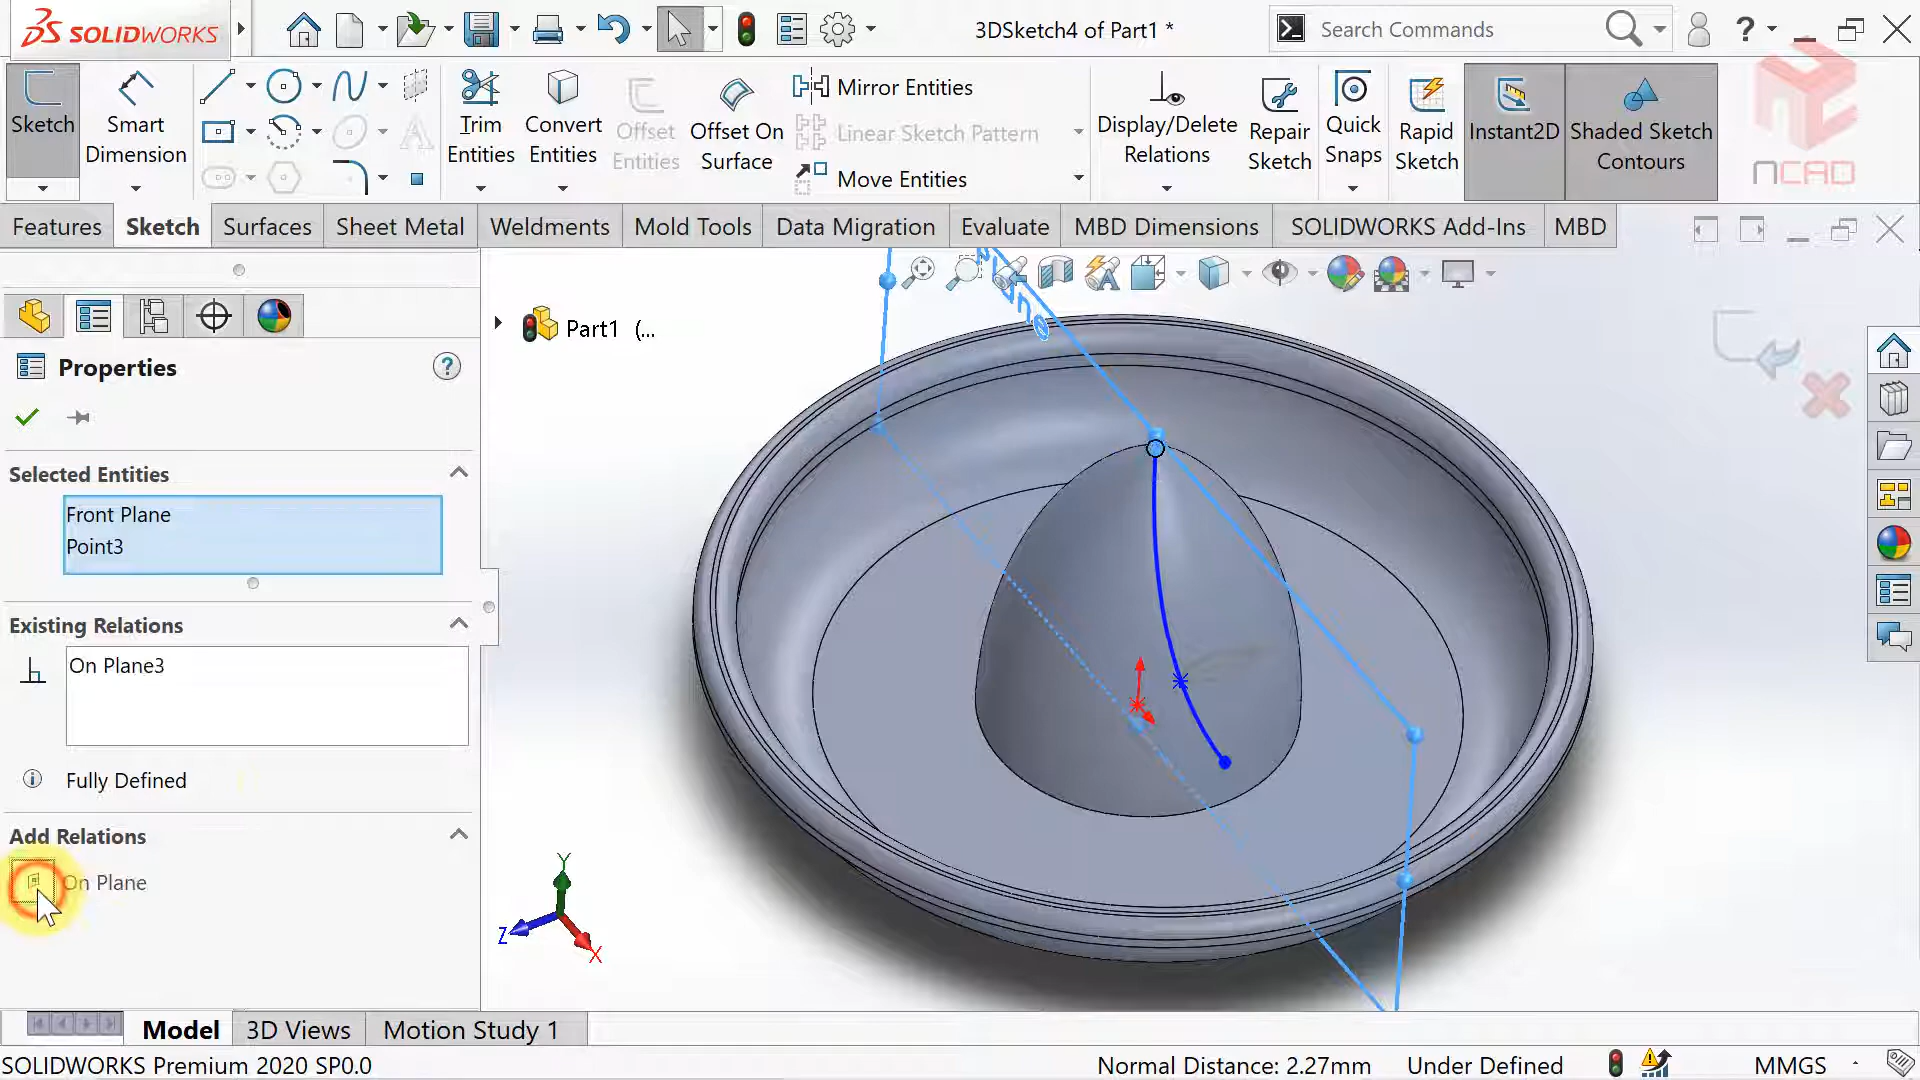 SOLIDWORKS
3DSketch4 of Part1 *
Search Commands
?
Sketch
Smart Dimension
Trim Entities
Convert Entities
Offset Entities
Offset On Surface
Mirror Entities
Linear Sketch Pattern
Move Entities
Display/Delete Relations
Repair Sketch
Quick Snaps
Rapid Sketch
Instant2D
Shaded Sketch Contours
NCAD
Features
Sketch
Surfaces
Sheet Metal
Weldments
Mold Tools
Data Migration
Evaluate
MBD Dimensions
SOLIDWORKS Add-Ins
MBD
Part1 (...
Properties
?
Selected Entities
Front Plane
Point3
Existing Relations
On Plane3
Fully Defined
Add Relations
On Plane
Y
Z
X
Model
3D Views
Motion Study 1
SOLIDWORKS Premium 2020 SP0.0
Normal Distance: 2.27mm
Under Defined
MMGS